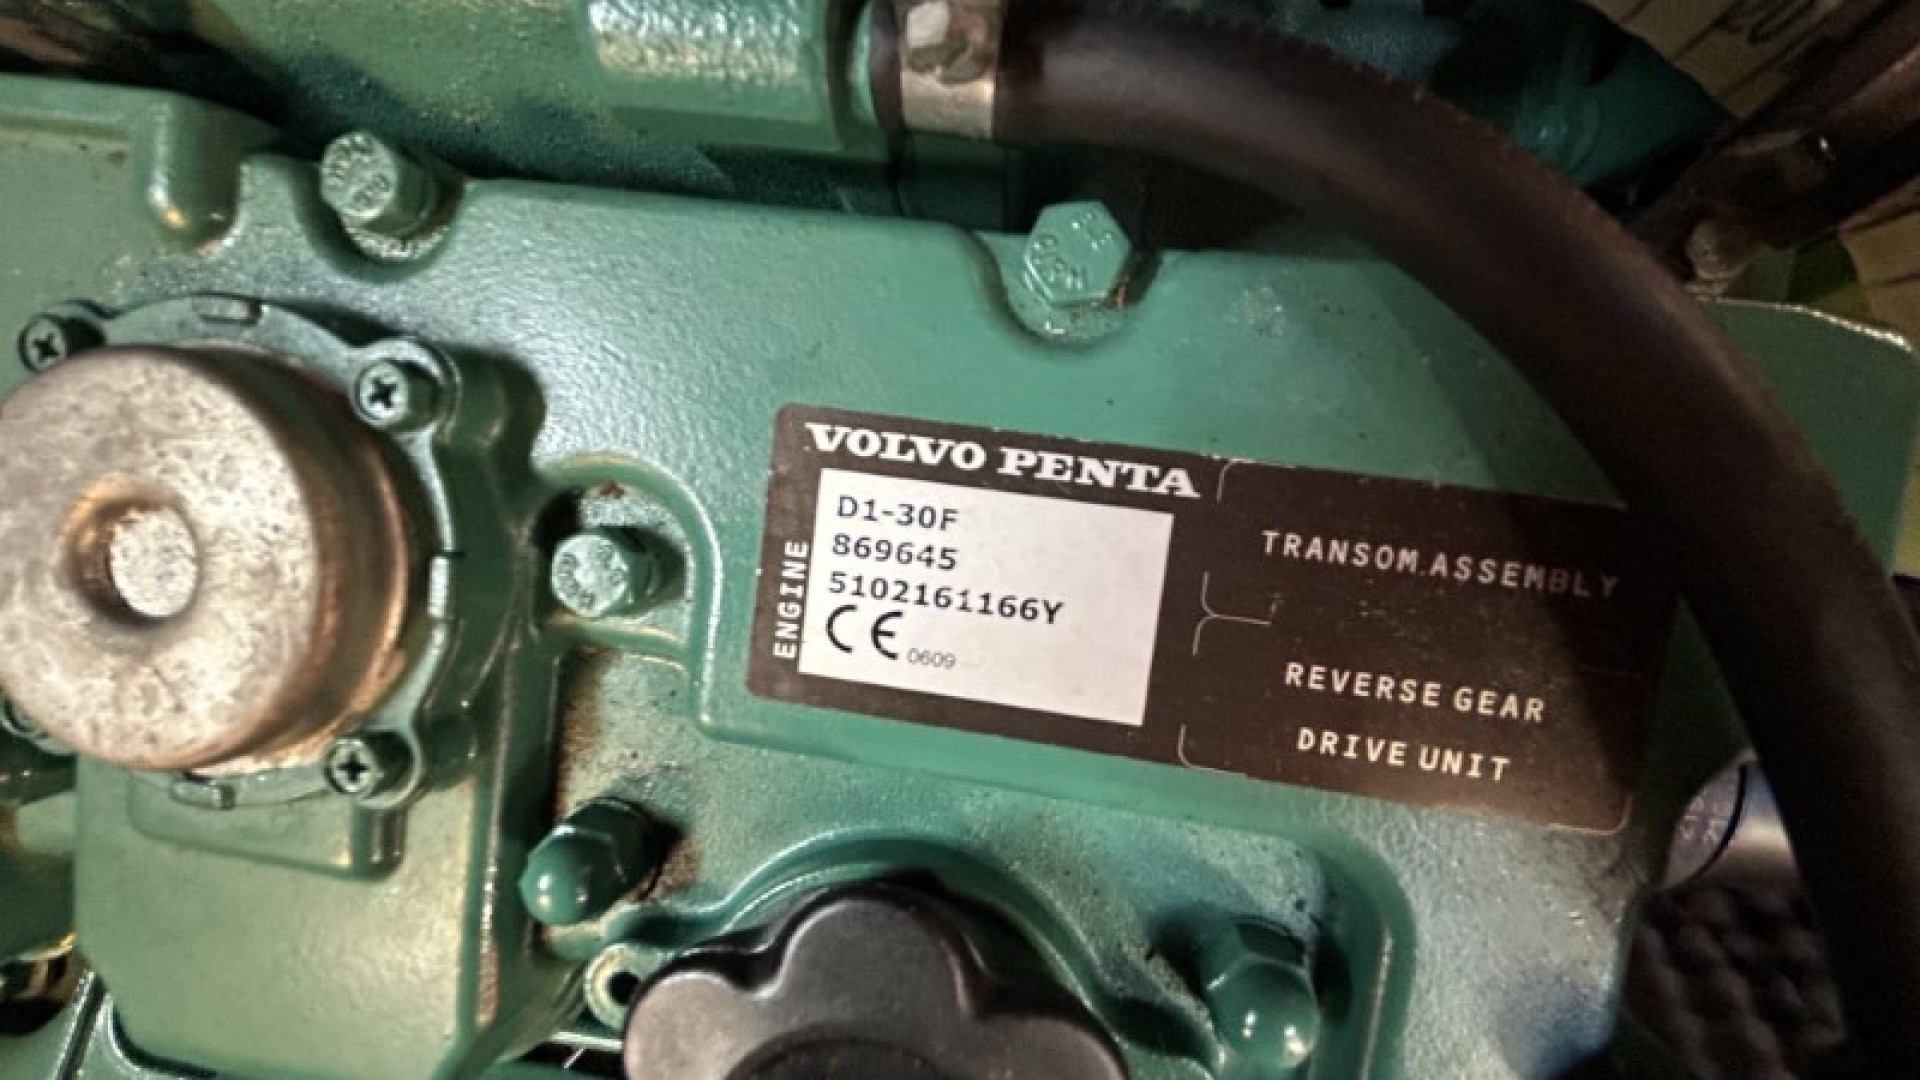 VOLVO PENTA
ENGINE
D1-30F
869645
5102161166Y
CE 0609
TRANSOM ASSEMBLY
REVERSE GEAR
DRIVE UNIT